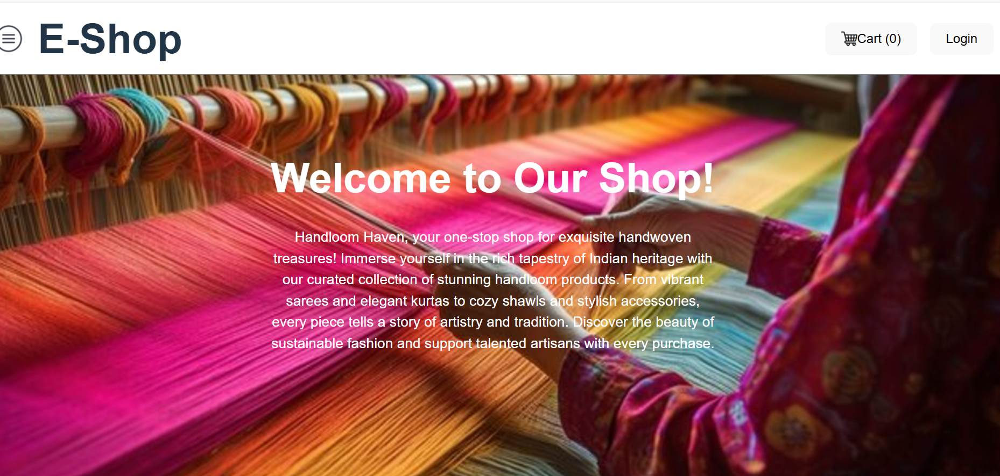 E-Shop
Cart (0)
Login
Welcome to Our Shop!
Handloom Haven, your one-stop shop for exquisite handwoven
treasures! Immerse yourself in the rich tapestry of Indian heritage with
our curated collection of stunning handloom products. From vibrant
sarees and elegant kurtas to cozy shawls and stylish accessories,
every piece tells a story of artistry and tradition. Discover the beauty of
sustainable fashion and support talented artisans with every purchase.